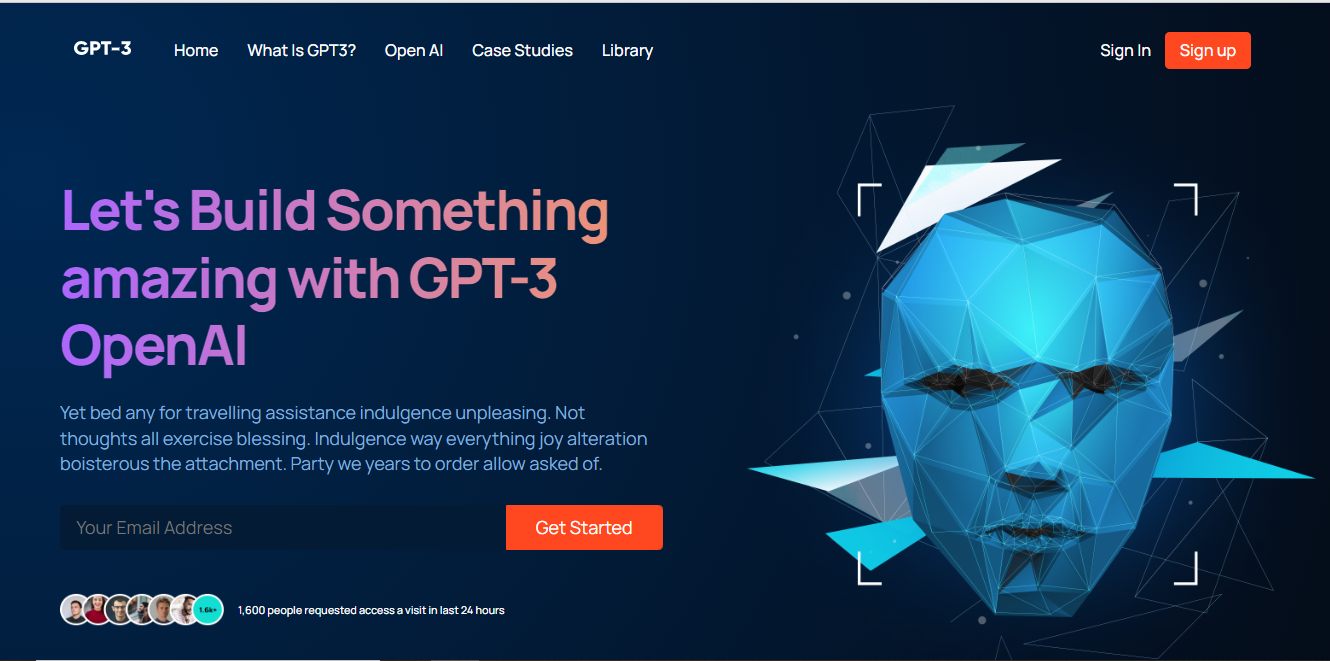 GPT-3
Home
What Is GPT3?
Open AI
Case Studies
Library
Sign In
Sign up
Let's Build Something
amazing with GPT-3
OpenAI
Yet bed any for travelling assistance indulgence unpleasing. Not
thoughts all exercise blessing. Indulgence way everything joy alteration
boisterous the attachment. Party we years to order allow asked of.
Your Email Address
Get Started
1.6k+
1,600 people requested access a visit in last 24 hours